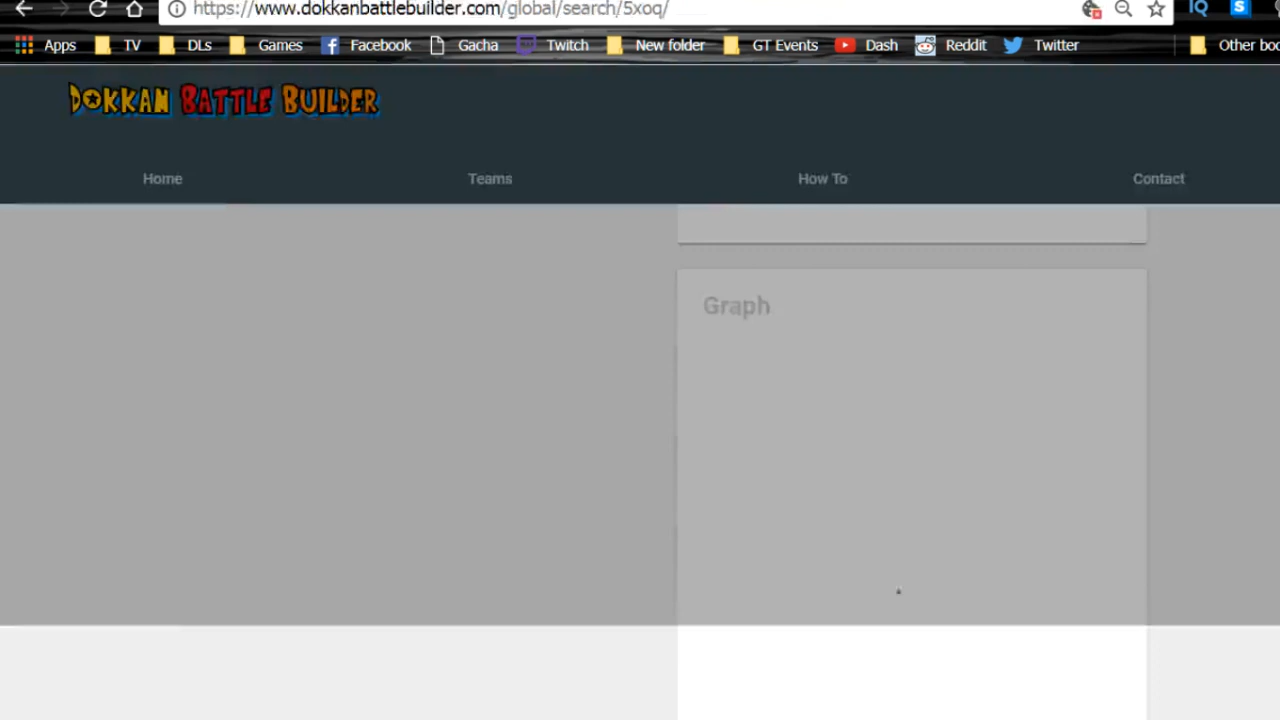 https://www.dokkanbattlebuilder.com/global/search/5xoq/
IQ
S
Apps TV DLs Games Facebook Gacha Twitch New folder GT Events Dash Reddit Twitter Other boo
DOKKAN BATTLE BUILDER
Home Teams How To Contact
Graph